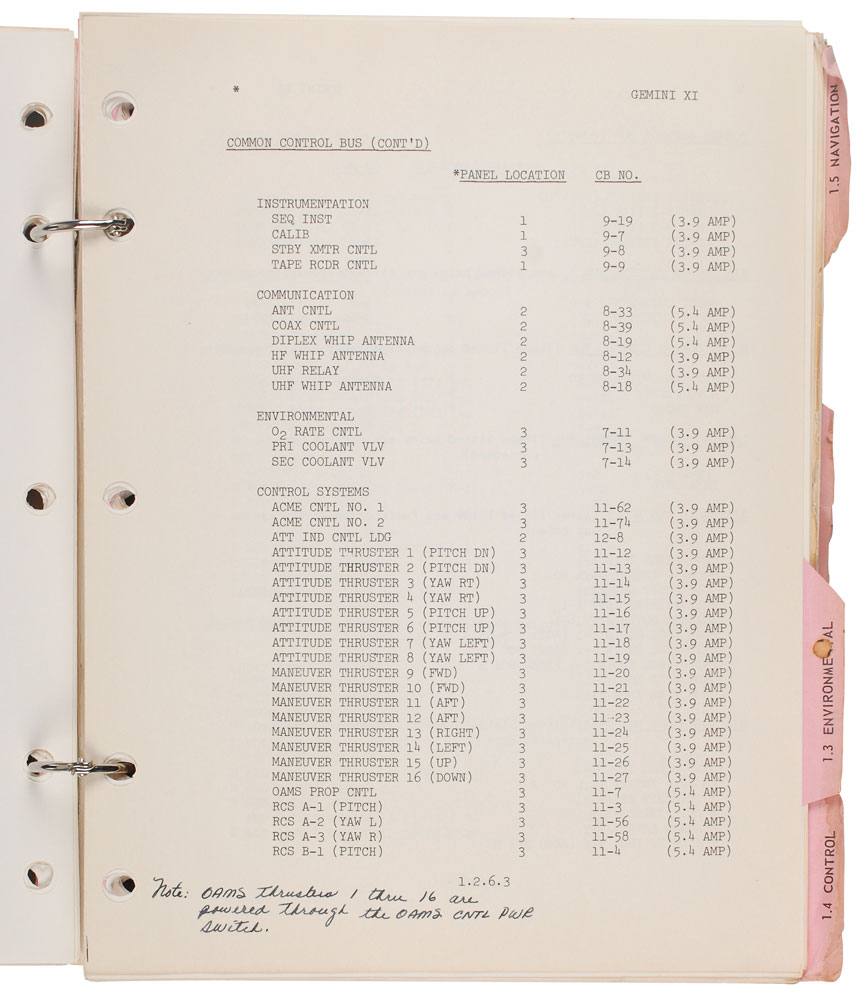 *
GEMINI XI
COMMON CONTROL BUS (CONT'D)
*PANEL LOCATION CB NO.
INSTRUMENTATION
SEQ INST 1 9-19 (3.9 AMP)
CALIB 1 9-7 (3.9 AMP)
STBY XMTR CNTL 3 9-8 (3.9 AMP)
TAPE RCDR CNTL 1 9-9 (3.9 AMP)
COMMUNICATION
ANT CNTL 2 8-33 (5.4 AMP)
COAX CNTL 2 8-39 (5.4 AMP)
DIPLEX WHIP ANTENNA 2 8-19 (5.4 AMP)
HF WHIP ANTENNA 2 8-12 (3.9 AMP)
UHF RELAY 2 8-34 (3.9 AMP)
UHF WHIP ANTENNA 2 8-18 (5.4 AMP)
ENVIRONMENTAL
O2 RATE CNTL 3 7-11 (3.9 AMP)
PRI COOLANT VLV 3 7-13 (3.9 AMP)
SEC COOLANT VLV 3 7-14 (3.9 AMP)
CONTROL SYSTEMS
ACME CNTL NO. 1 3 11-62 (3.9 AMP)
ACME CNTL NO. 2 3 11-74 (3.9 AMP)
ATT IND CNTL LDG 2 12-8 (3.9 AMP)
ATTITUDE THRUSTER 1 (PITCH DN) 3 11-12 (3.9 AMP)
ATTITUDE THRUSTER 2 (PITCH DN) 3 11-13 (3.9 AMP)
ATTITUDE THRUSTER 3 (YAW RT) 3 11-14 (3.9 AMP)
ATTITUDE THRUSTER 4 (YAW RT) 3 11-15 (3.9 AMP)
ATTITUDE THRUSTER 5 (PITCH UP) 3 11-16 (3.9 AMP)
ATTITUDE THRUSTER 6 (PITCH UP) 3 11-17 (3.9 AMP)
ATTITUDE THRUSTER 7 (YAW LEFT) 3 11-18 (3.9 AMP)
ATTITUDE THRUSTER 8 (YAW LEFT) 3 11-19 (3.9 AMP)
MANEUVER THRUSTER 9 (FWD) 3 11-20 (3.9 AMP)
MANEUVER THRUSTER 10 (FWD) 3 11-21 (3.9 AMP)
MANEUVER THRUSTER 11 (AFT) 3 11-22 (3.9 AMP)
MANEUVER THRUSTER 12 (AFT) 3 11-23 (3.9 AMP)
MANEUVER THRUSTER 13 (RIGHT) 3 11-24 (3.9 AMP)
MANEUVER THRUSTER 14 (LEFT) 3 11-25 (3.9 AMP)
MANEUVER THRUSTER 15 (UP) 3 11-26 (3.9 AMP)
MANEUVER THRUSTER 16 (DOWN) 3 11-27 (3.9 AMP)
OAMS PROP CNTL 3 11-7 (5.4 AMP)
RCS A-1 (PITCH) 3 11-3 (5.4 AMP)
RCS A-2 (YAW L) 3 11-56 (5.4 AMP)
RCS A-3 (YAW R) 3 11-58 (5.4 AMP)
RCS B-1 (PITCH) 3 11-4 (5.4 AMP)
1.2.6.3
Note: OAMS thrusters 1 thru 16 are
powered through the OAMS CNTL PWR
switch.
1.5 NAVIGATION
1.3 ENVIRONMENTAL
1.4 CONTROL